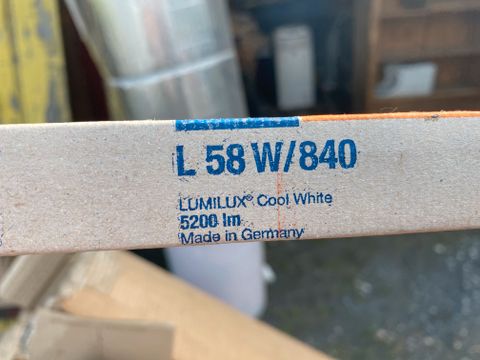 L 58 W/840
LUMILUX® Cool White
5200 lm
Made in Germany